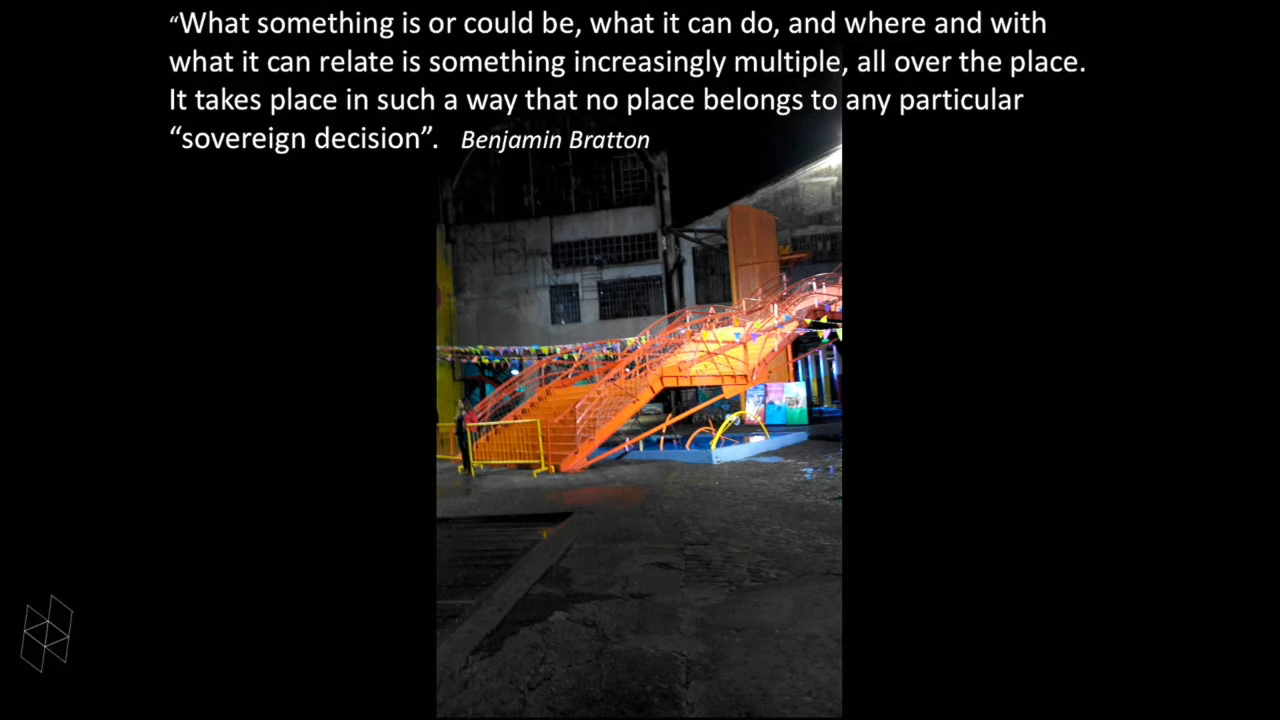 “What something is or could be, what it can do, and where and with
what it can relate is something increasingly multiple, all over the place.
It takes place in such a way that no place belongs to any particular
“sovereign decision”. Benjamin Bratton